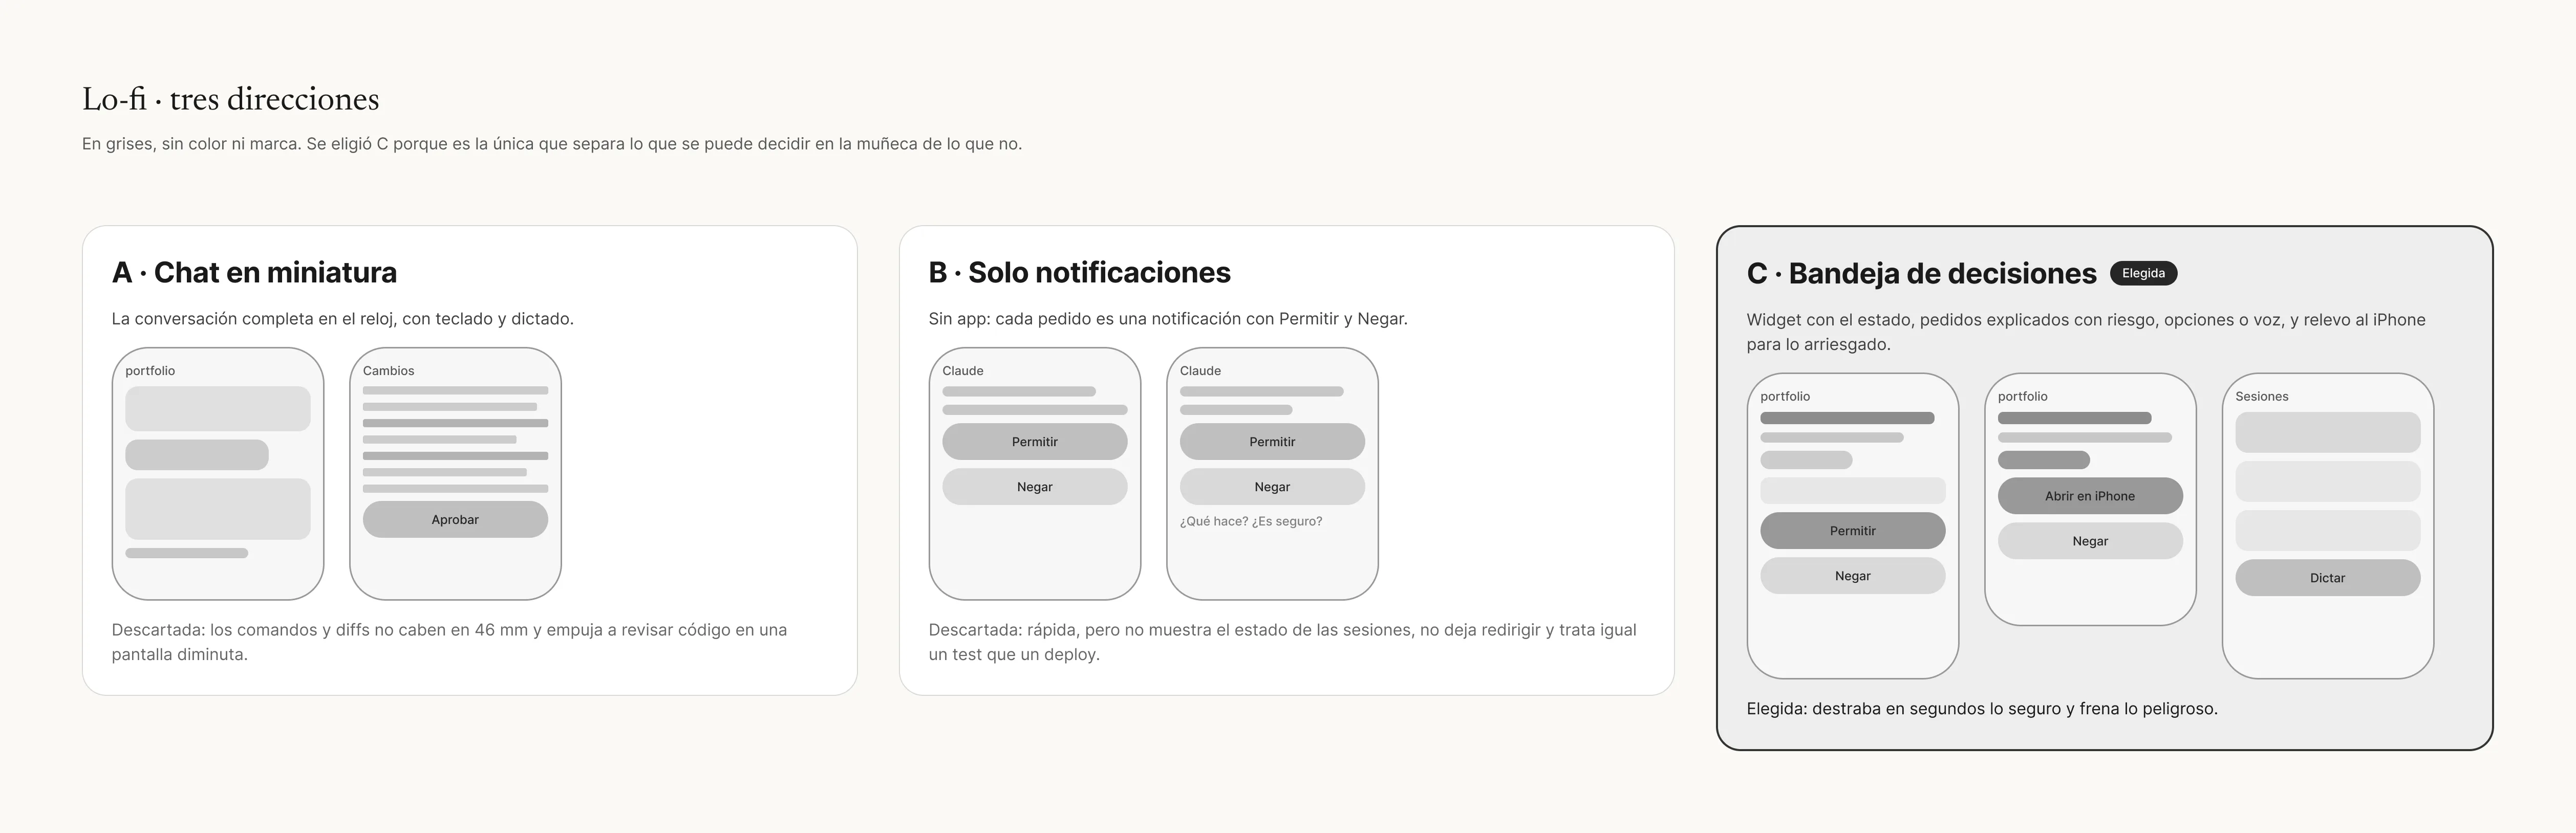 Lo-fi · tres direcciones
En grises, sin color ni marca. Se eligió C porque es la única que separa lo que se puede decidir en la muñeca de lo que no.
A · Chat en miniatura
La conversación completa en el reloj, con teclado y dictado.
portfolio
Cambios
Aprobar
Descartada: los comandos y diffs no caben en 46 mm y empuja a revisar código en una
pantalla diminuta.
B · Solo notificaciones
Sin app: cada pedido es una notificación con Permitir y Negar.
Claude
Permitir
Negar
Claude
Permitir
Negar
¿Qué hace? ¿Es seguro?
Descartada: rápida, pero no muestra el estado de las sesiones, no deja redirigir y trata igual
un test que un deploy.
C · Bandeja de decisiones
Elegida
Widget con el estado, pedidos explicados con riesgo, opciones o voz, y relevo al iPhone
para lo arriesgado.
portfolio
Permitir
Negar
portfolio
Abrir en iPhone
Negar
Sesiones
Dictar
Elegida: destraba en segundos lo seguro y frena lo peligroso.